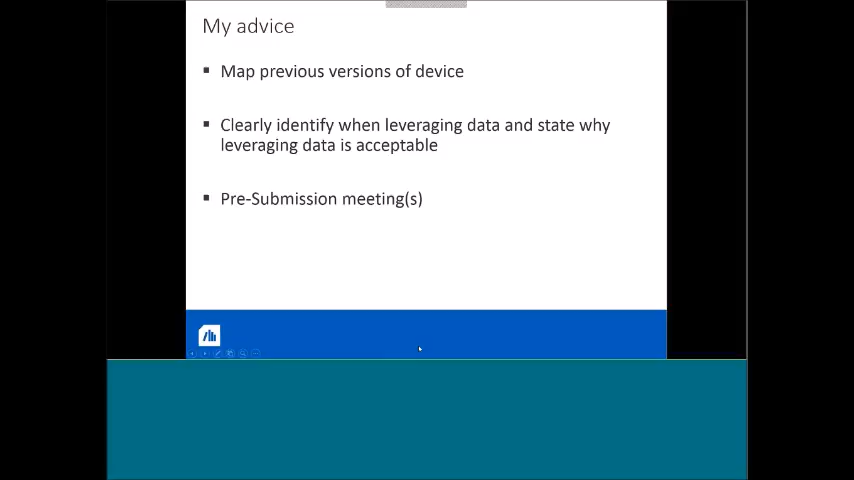 My advice
▪ Map previous versions of device
▪ Clearly identify when leveraging data and state why
leveraging data is acceptable
▪ Pre-Submission meeting(s)